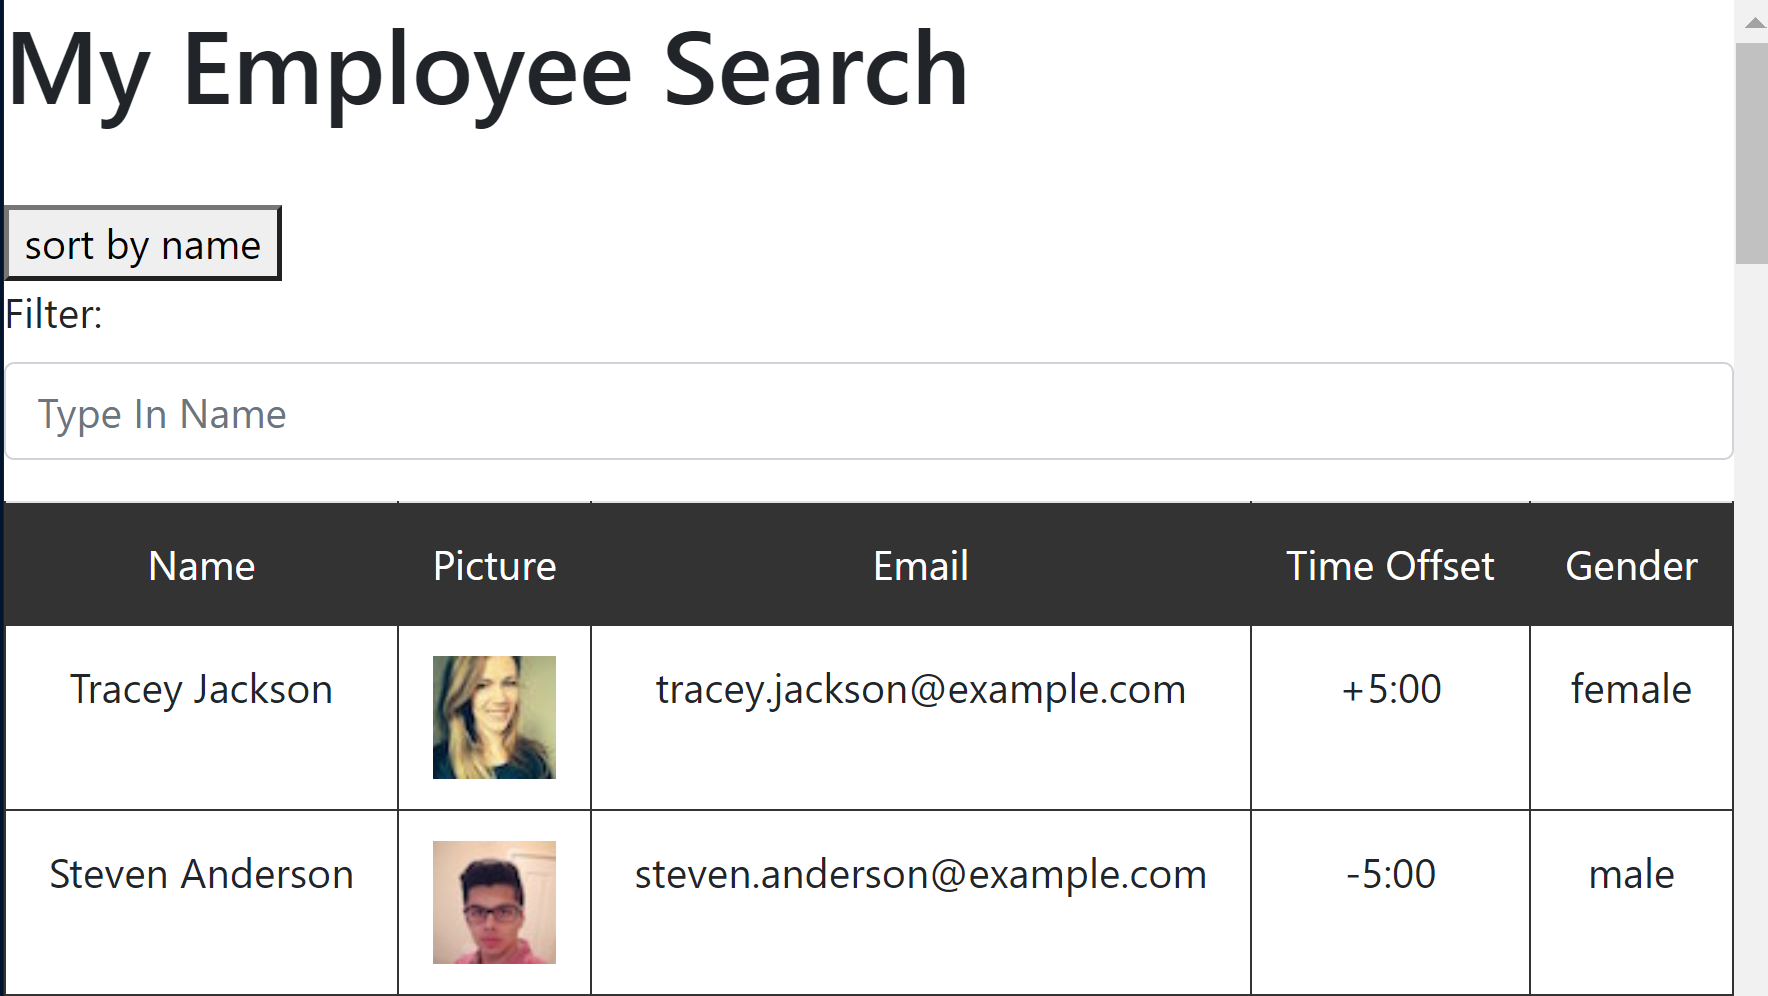 My Employee Search
sort by name
Filter:
Type In Name
Name Picture Email Time Offset Gender
Tracey Jackson tracey.jackson@example.com +5:00 female
Steven Anderson steven.anderson@example.com -5:00 male